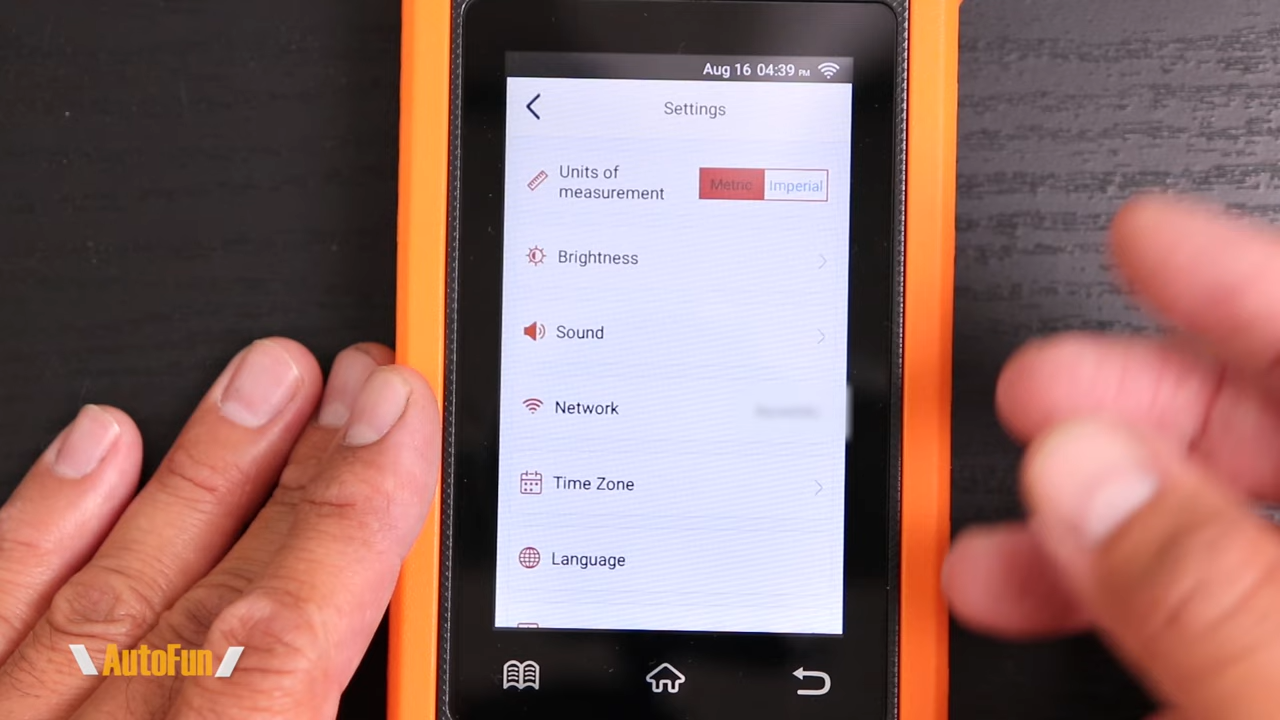 Aug 16 04:39 PM
Settings
Units of
measurement
Metric Imperial
Brightness
Sound
Network
Time Zone
Language
AutoFun